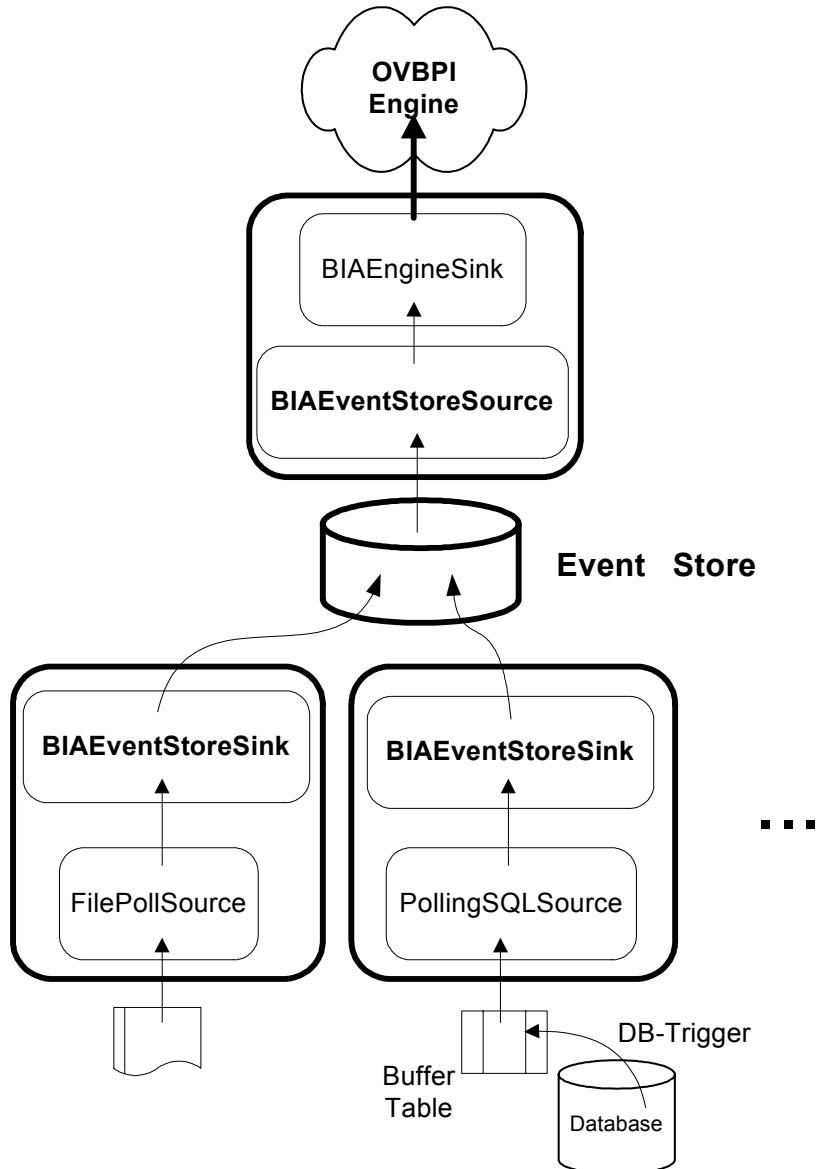 OVBPI
Engine
BIAEngineSink
BIAEventStoreSource
Event Store
BIAEventStoreSink
BIAEventStoreSink
FilePollSource
PollingSQLSource
DB-Trigger
Buffer
Table
Database